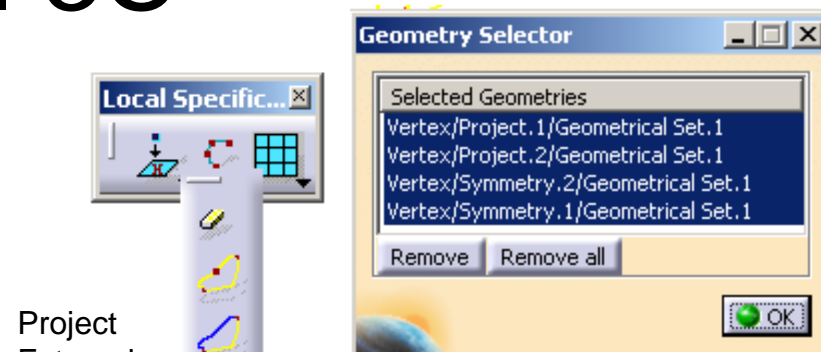 Geometry Selector
Local Specific...
Selected Geometries
Vertex/Project.1/Geometrical Set.1
Vertex/Project.2/Geometrical Set.1
Vertex/Symmetry.2/Geometrical Set.1
Vertex/Symmetry.1/Geometrical Set.1
Remove
Remove all
OK
Project